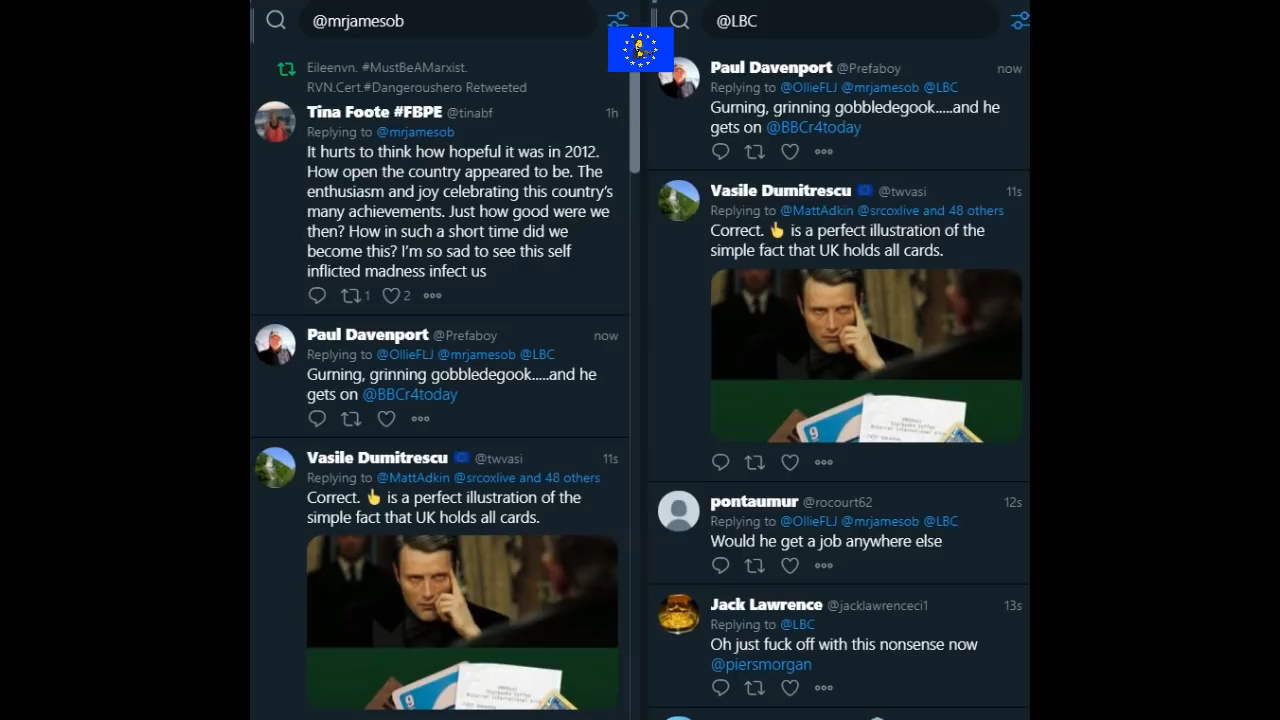 @mrjamesob
Eileenvn. #MustBeAMarxist.
RVN.Cert.#Dangeroushero Retweeted
Tina Foote #FBPE @tinabf 1h
Replying to @mrjamesob
It hurts to think how hopeful it was in 2012.
How open the country appeared to be. The
enthusiasm and joy celebrating this country's
many achievements. Just how good were we
then? How in such a short time did we
become this? I'm so sad to see this self
inflicted madness infect us
1 2
Paul Davenport @Prefaboy now
Replying to @OllieFLJ @mrjamesob @LBC
Gurning, grinning gobbledegook.....and he
gets on @BBCr4today
Vasile Dumitrescu @twvasi 11s
Replying to @MattAdkin @srcoxlive and 48 others
Correct. 👆 is a perfect illustration of the
simple fact that UK holds all cards.
@LBC
Paul Davenport @Prefaboy now
Replying to @OllieFLJ @mrjamesob @LBC
Gurning, grinning gobbledegook.....and he
gets on @BBCr4today
Vasile Dumitrescu @twvasi 11s
Replying to @MattAdkin @srcoxlive and 48 others
Correct. 👆 is a perfect illustration of the
simple fact that UK holds all cards.
9
pontaumur @rocourt62 12s
Replying to @OllieFLJ @mrjamesob @LBC
Would he get a job anywhere else
Jack Lawrence @jacklawrenceci1 13s
Replying to @LBC
Oh just fuck off with this nonsense now
@piersmorgan